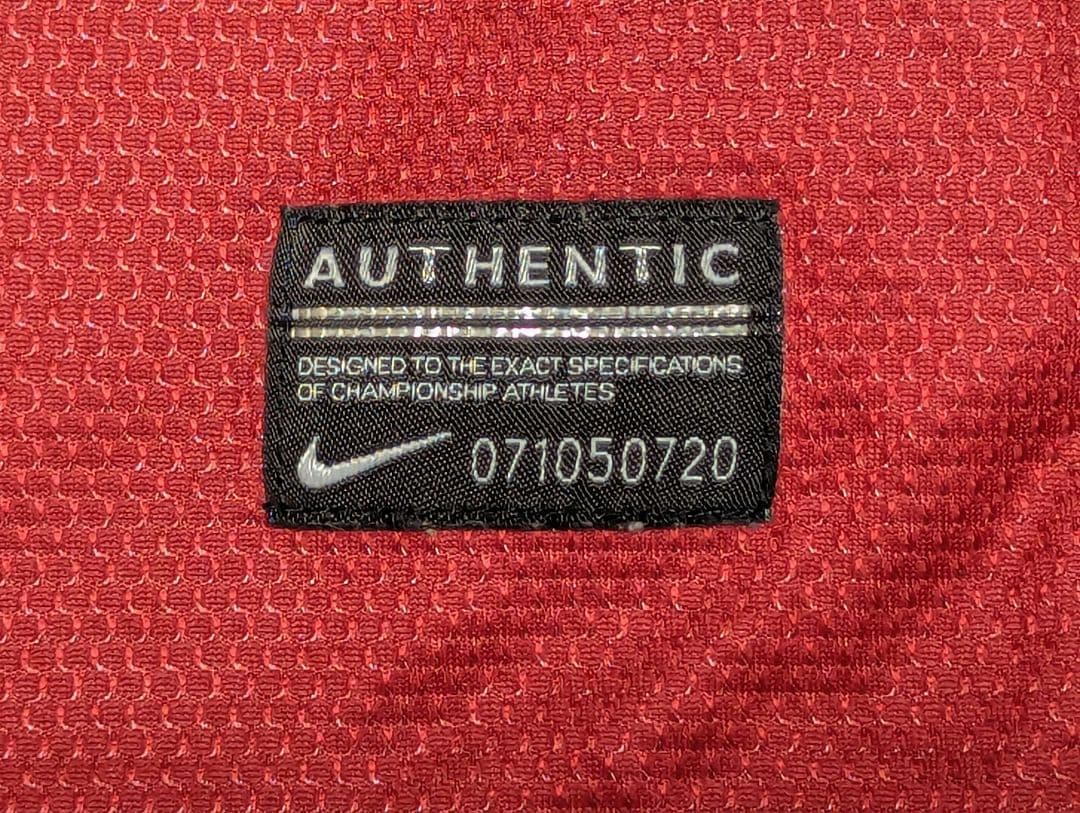 AUTHENTIC
DESIGNED TO THE EXACT SPECIFICATIONS
OF CHAMPIONSHIP ATHLETES
071050720